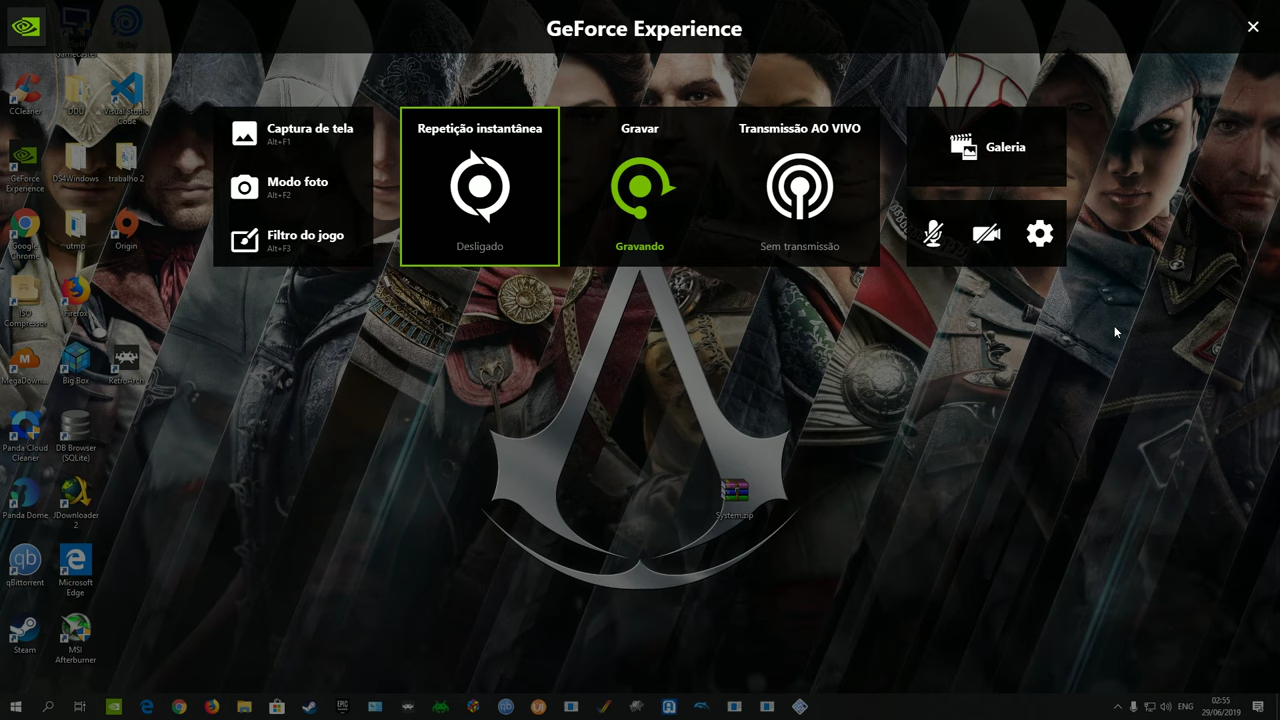 GeForce Experience
Captura de tela
Alt+F1
Modo foto
Alt+F2
Filtro do jogo
Alt+F3
Repetição instantânea
Desligado
Gravar
Gravando
Transmissão AO VIVO
Sem transmissão
Galeria
CCleaner
DDU
Visual Studio
Code
GeForce
Experience
DS4Windows
trabalho 2
Google
Chrome
utmp
Origin
ISO
Compressor
Firefox
MegaDown...
Big Box
RetroArch
Panda Cloud
Cleaner
DB Browser
(SQLite)
Panda Dome
JDownloader
2
qBittorrent
Microsoft
Edge
Steam
MSI
Afterburner
System.zip
EPIC
ENG
02:55
29/06/2019